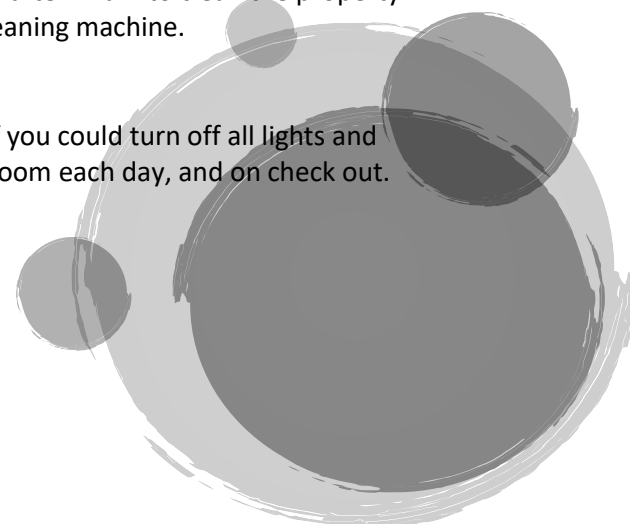 eaning machine.
you could turn off all lights and
oom each day, and on check out.